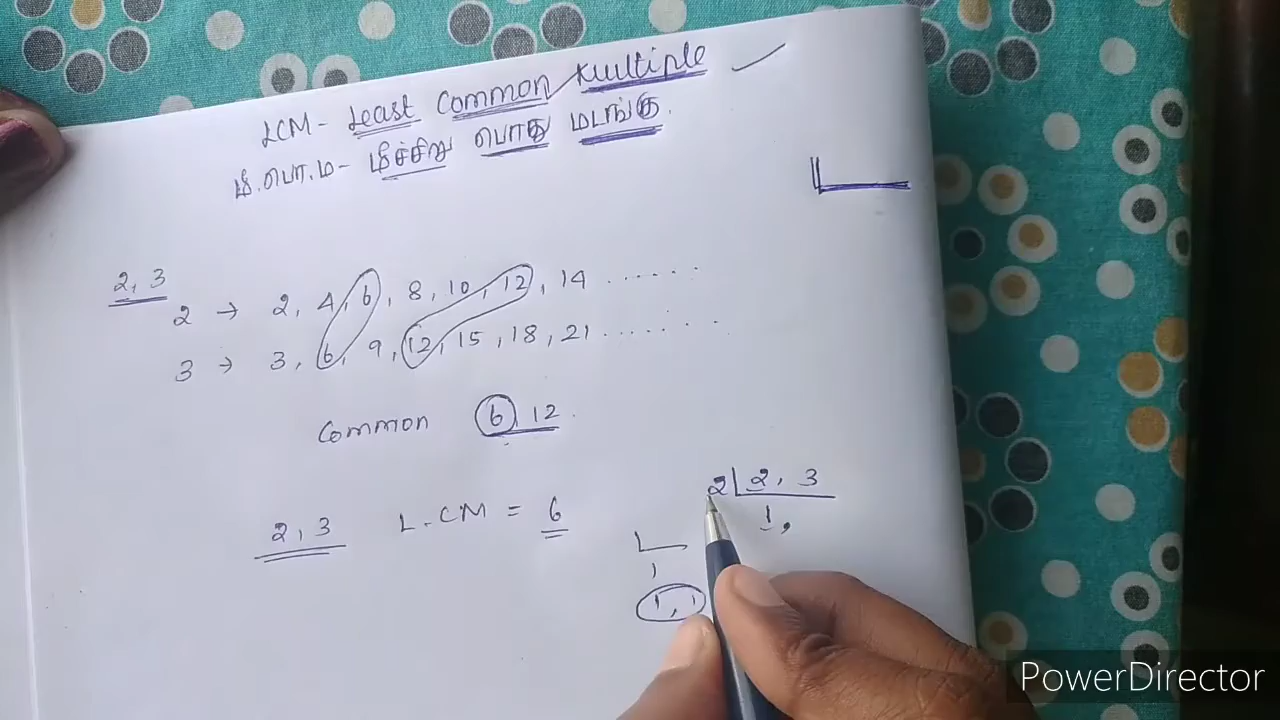 LCM - Least Common Multiple
மீ.பொ.ம - மீச்சிறு பொது மடங்கு.
2, 3
2 → 2, 4, 6, 8, 10, 12, 14 ......
3 → 3, 6, 9, 12, 15, 18, 21 .......
Common 6, 12.
2 2, 3
1,
2, 3 L.CM = 6
1
1, 1
PowerDirector